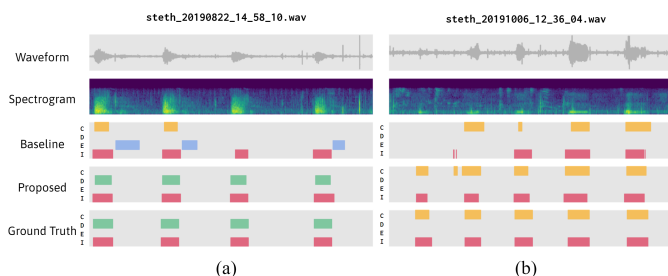 steth_20190822_14_58_10.wav
steth_20191006_12_36_04.wav
Waveform
Spectrogram
Baseline
C
D
E
I
C
D
E
I
Proposed
C
D
E
I
C
D
E
I
Ground Truth
C
D
E
I
C
D
E
I
(a)
(b)